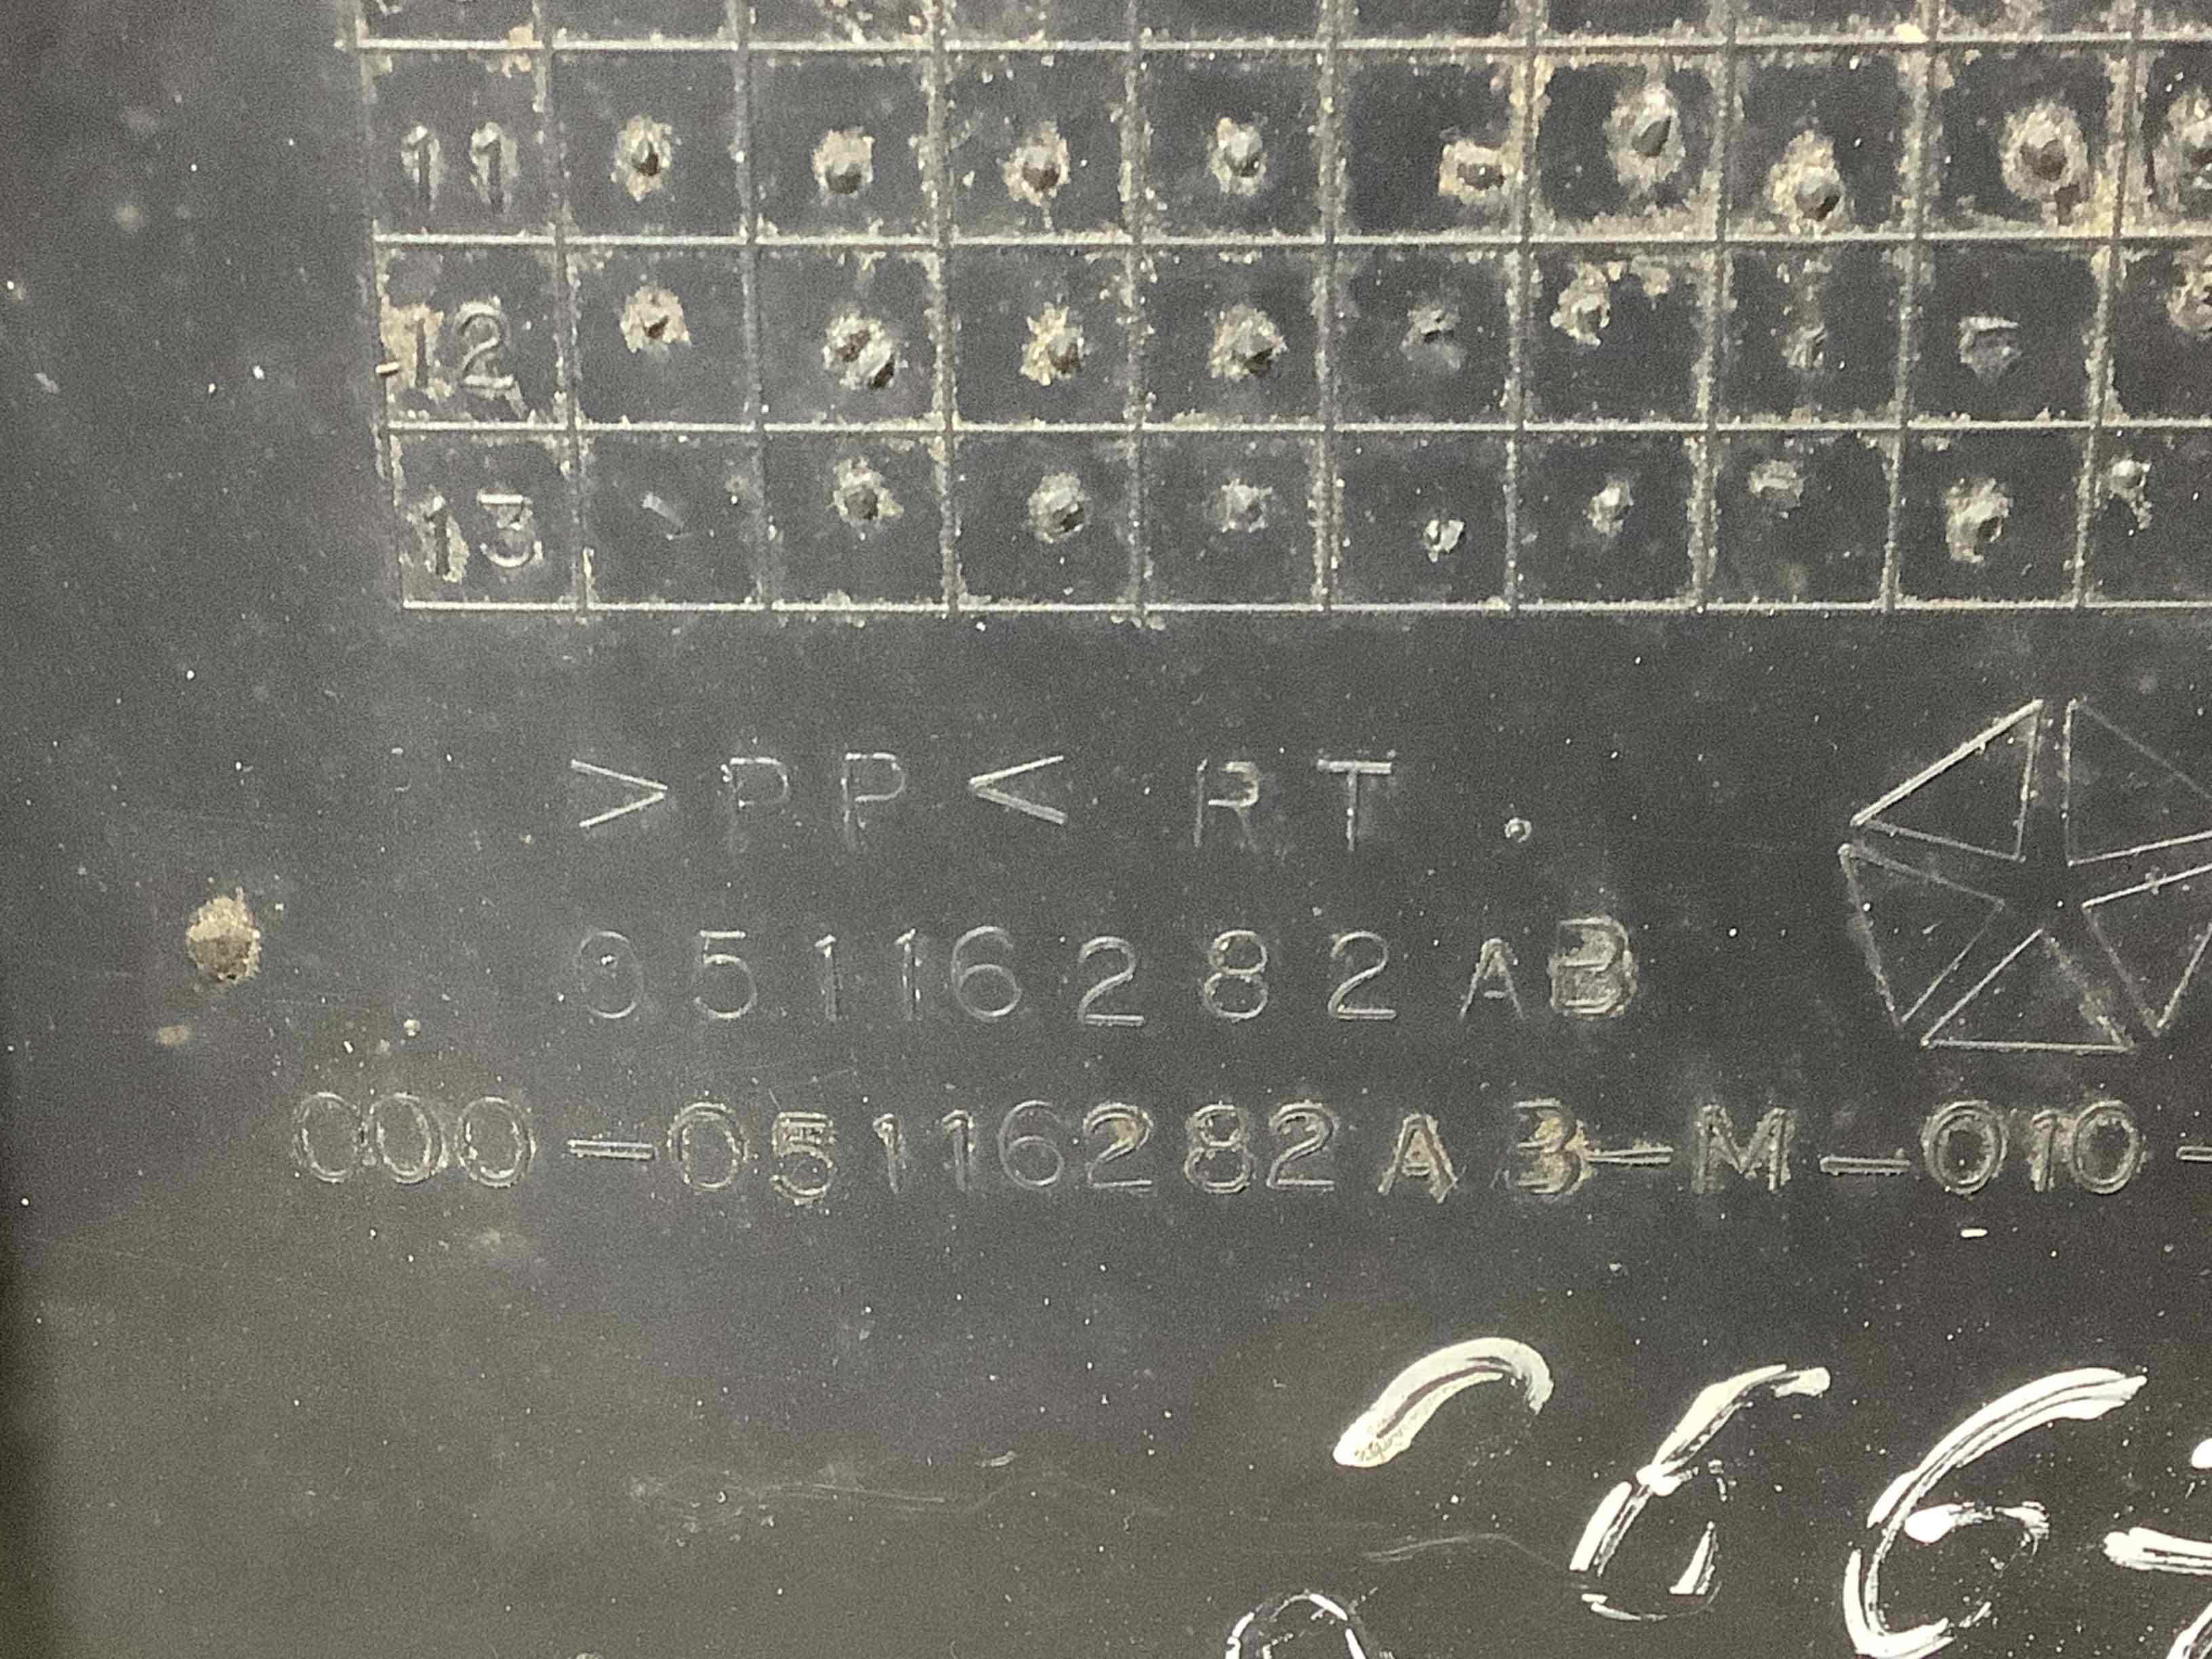 11
12
13
>PP< RT.
05116282AB
000-05116282AB-M-010-